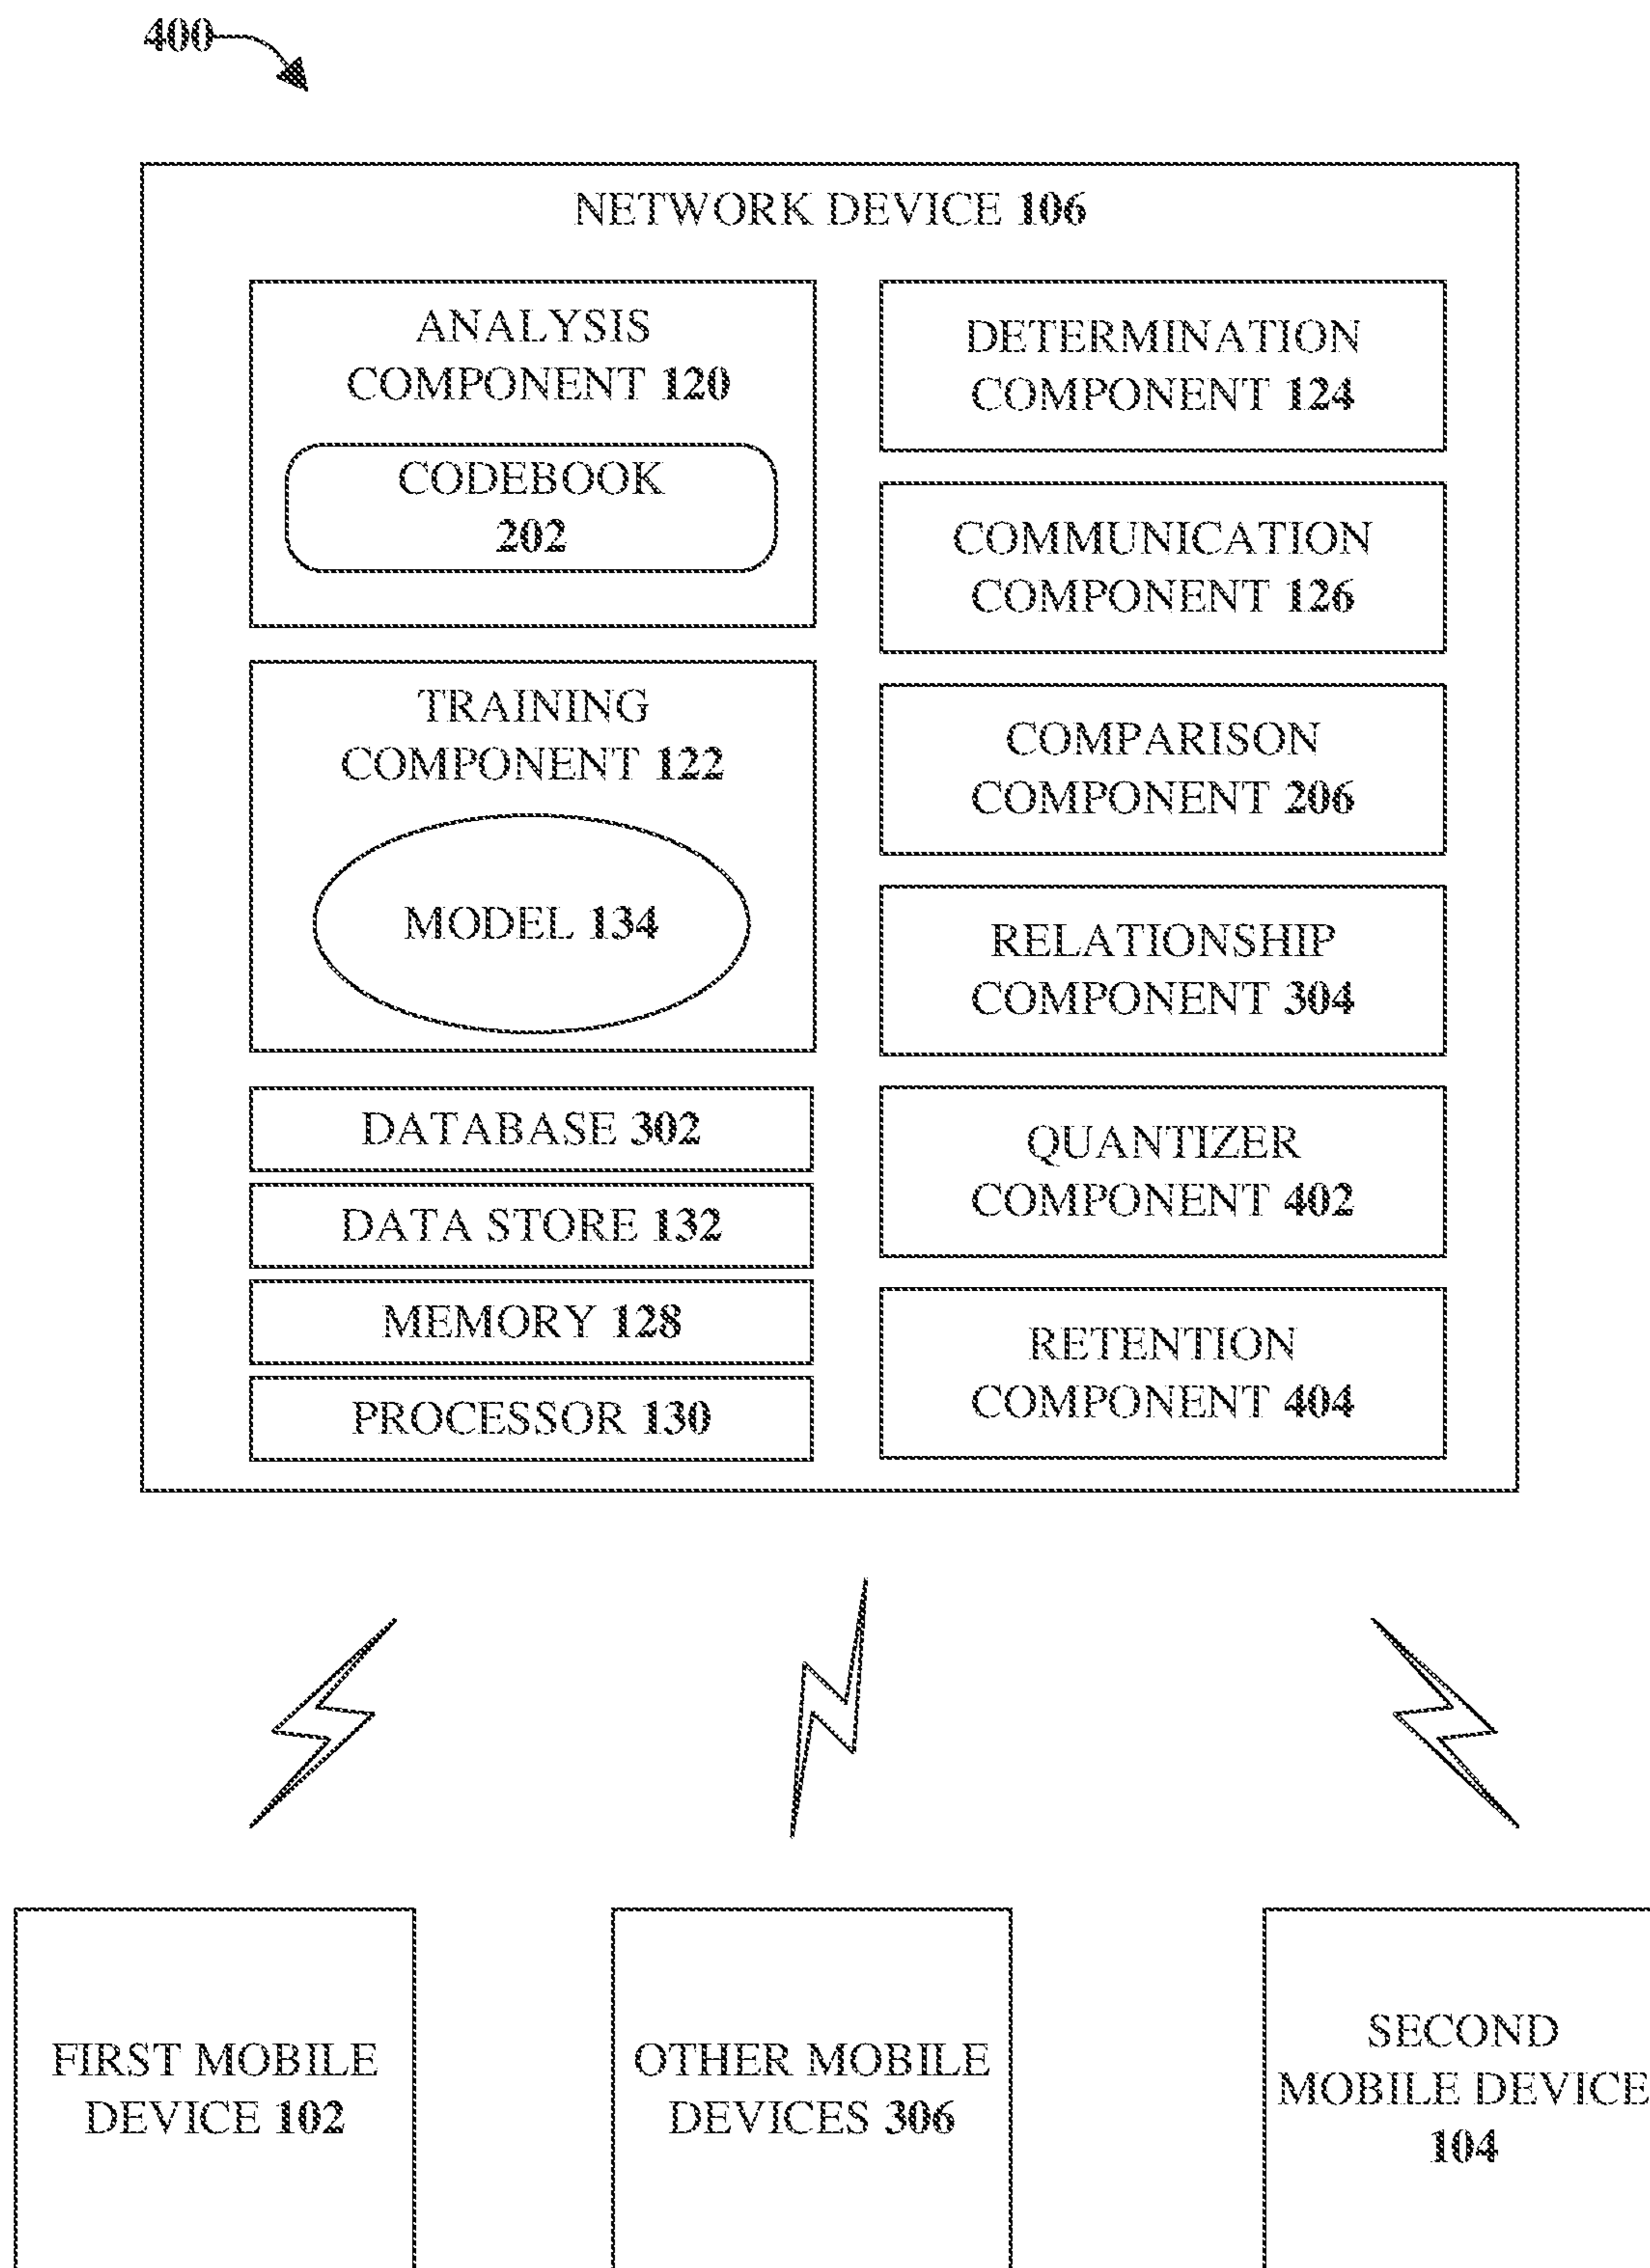 400
NETWORK DEVICE 106
ANALYSIS
COMPONENT 120
CODEBOOK
202
TRAINING
COMPONENT 122
MODEL 134
DATABASE 302
DATA STORE 132
MEMORY 128
PROCESSOR 130
DETERMINATION
COMPONENT 124
COMMUNICATION
COMPONENT 126
COMPARISON
COMPONENT 206
RELATIONSHIP
COMPONENT 304
QUANTIZER
COMPONENT 402
RETENTION
COMPONENT 404
FIRST MOBILE
DEVICE 102
OTHER MOBILE
DEVICES 306
SECOND
MOBILE DEVICE
104